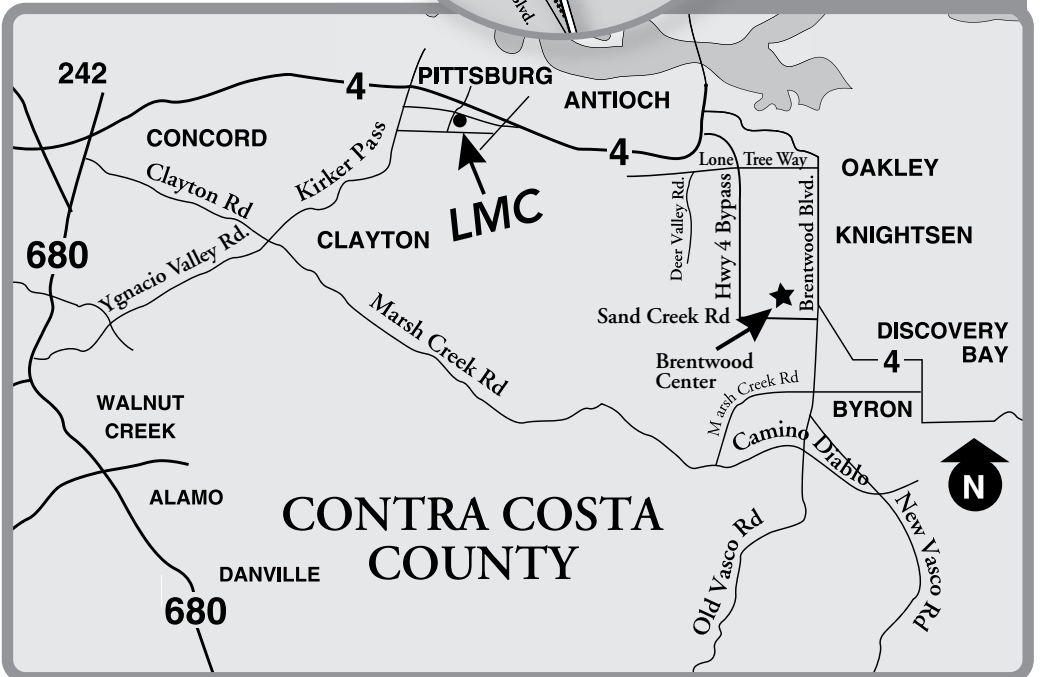 Blvd.
242
4
PITTSBURG
ANTIOCH
CONCORD
Kirker Pass
4
Lone Tree Way
OAKLEY
Clayton Rd
LMC
Deer Valley Rd.
Hwy 4 Bypass
Brentwood Blvd.
CLAYTON
KNIGHTSEN
680
Ygnacio Valley Rd.
Marsh Creek Rd
Sand Creek Rd
DISCOVERY
BAY
4
Brentwood
Center
Marsh Creek Rd
WALNUT
CREEK
BYRON
Camino Diablo
N
ALAMO
CONTRA COSTA
COUNTY
Old Vasco Rd
New Vasco Rd
DANVILLE
680